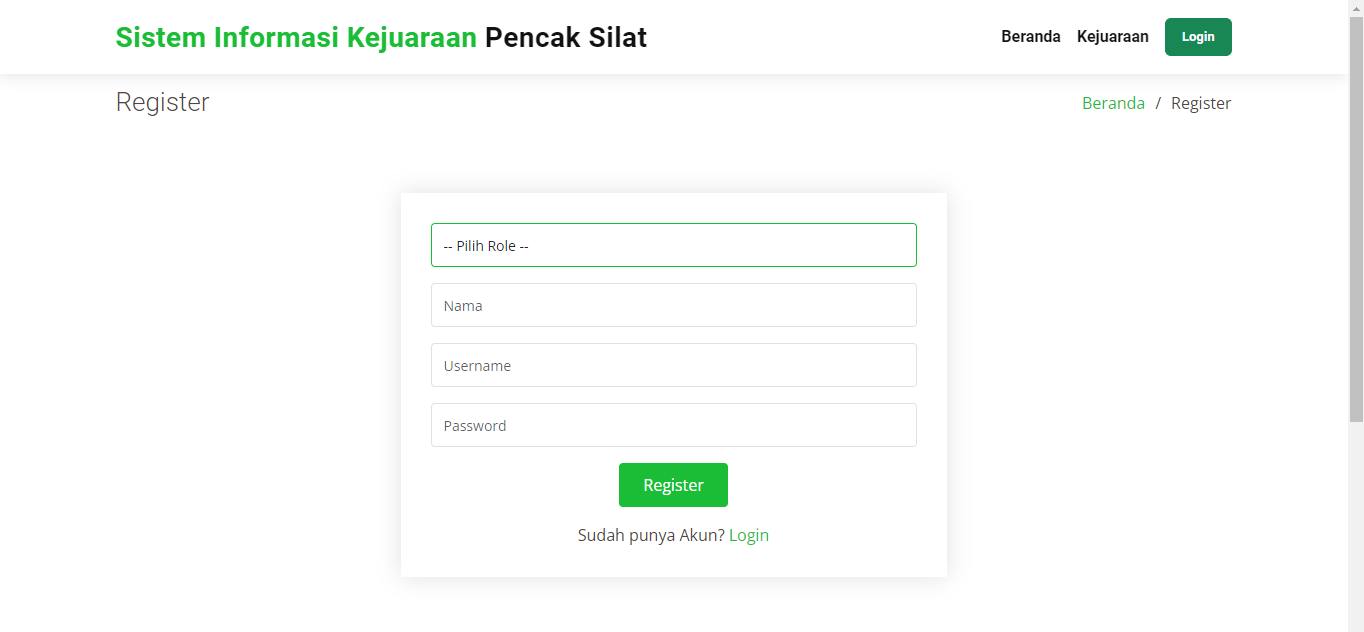 Sistem Informasi Kejuaraan Pencak Silat
Beranda Kejuaraan Login
Register
Beranda / Register
-- Pilih Role --
Nama
Username
Password
Register
Sudah punya Akun? Login